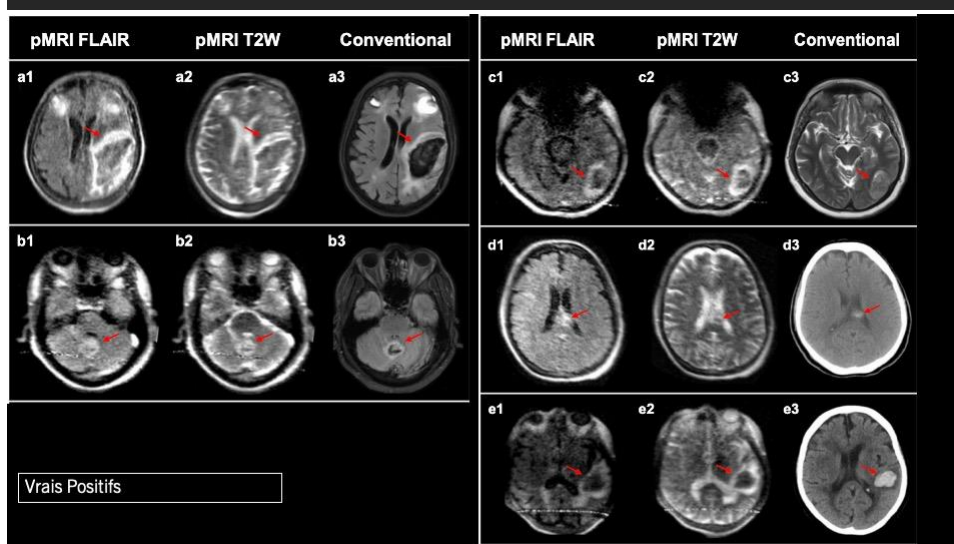 pMRI FLAIR pMRI T2W Conventional
a1 a2 a3
b1 b2 b3
Vrais Positifs
pMRI FLAIR pMRI T2W Conventional
c1 c2 c3
d1 d2 d3
e1 e2 e3